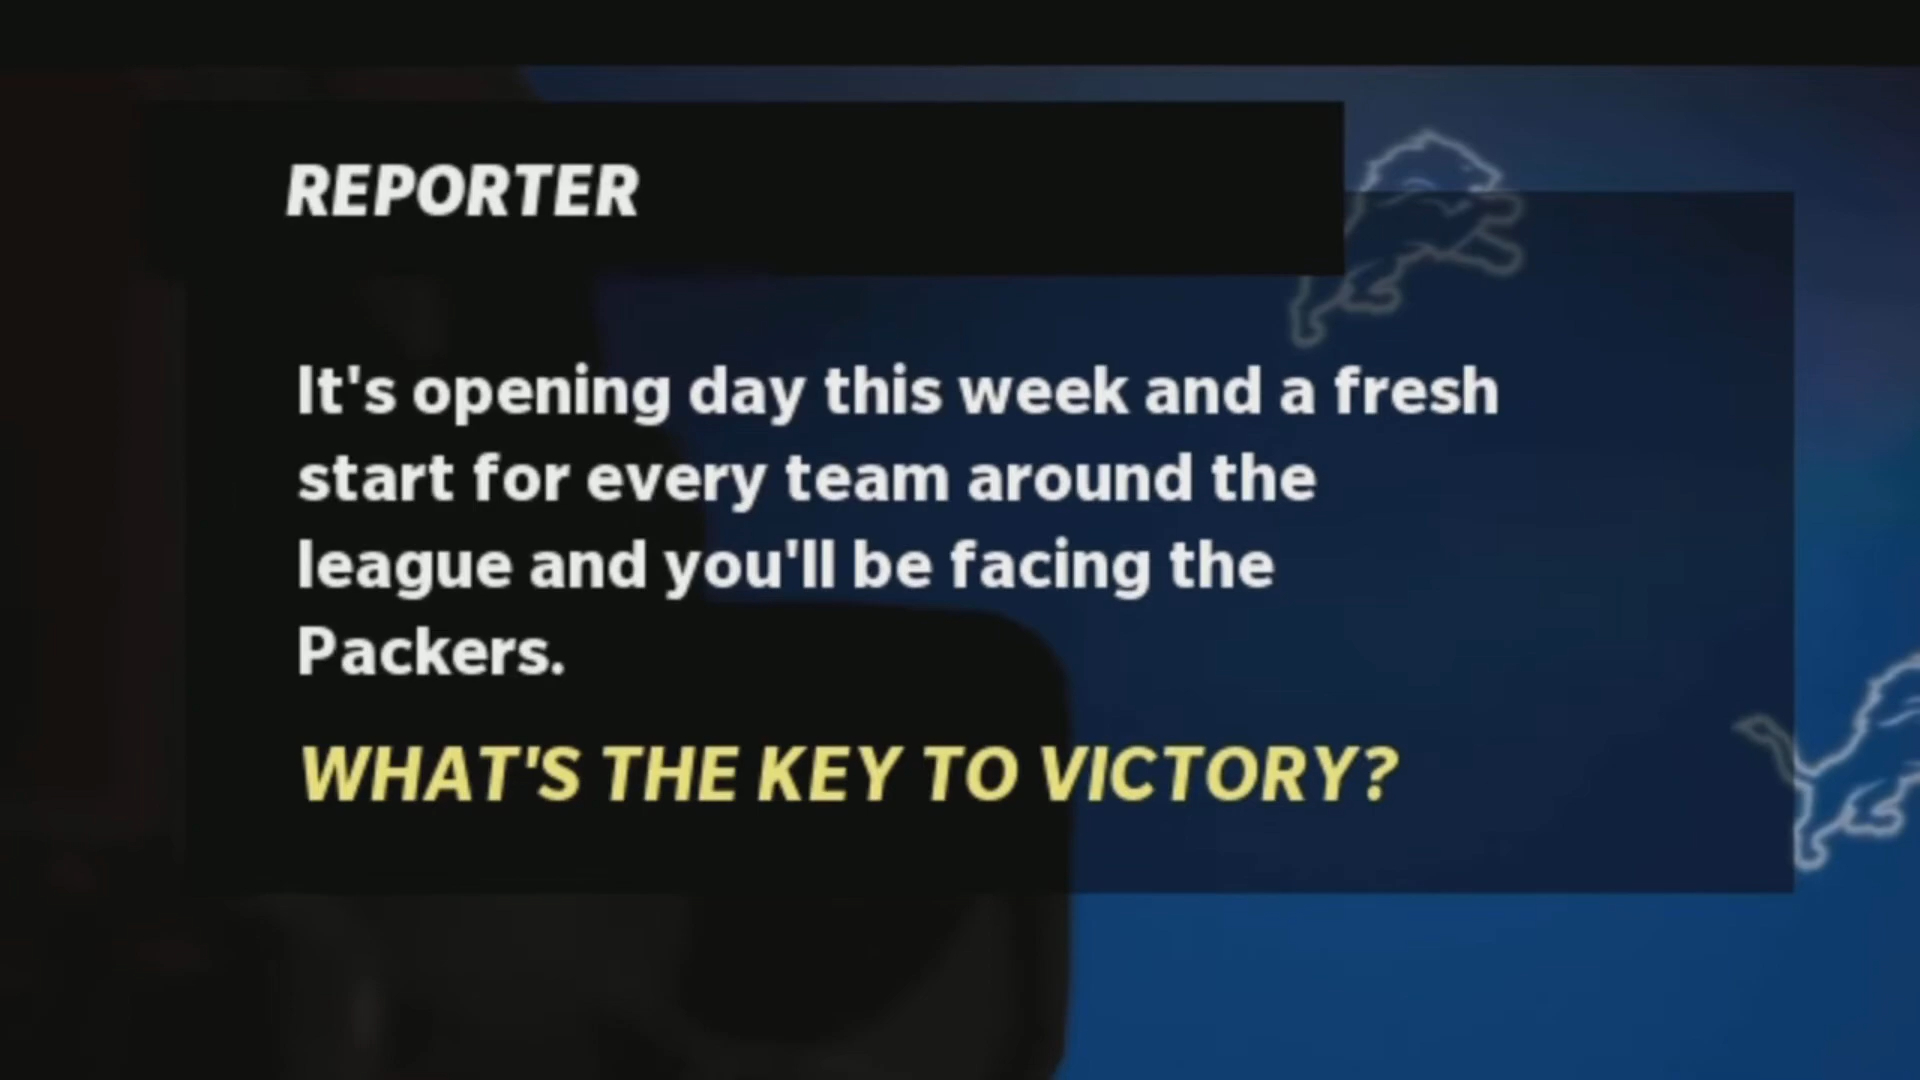 REPORTER
It's opening day this week and a fresh
start for every team around the
league and you'll be facing the
Packers.
WHAT'S THE KEY TO VICTORY?